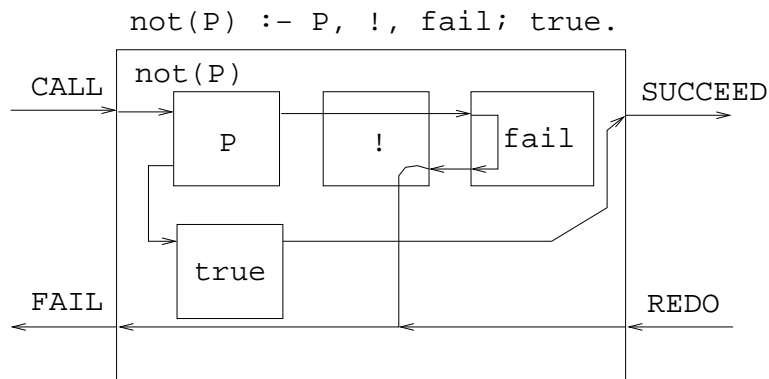 not(P) :- P, !, fail; true.
not(P)
CALL
SUCCEED
P
!
fail
true
FAIL
REDO